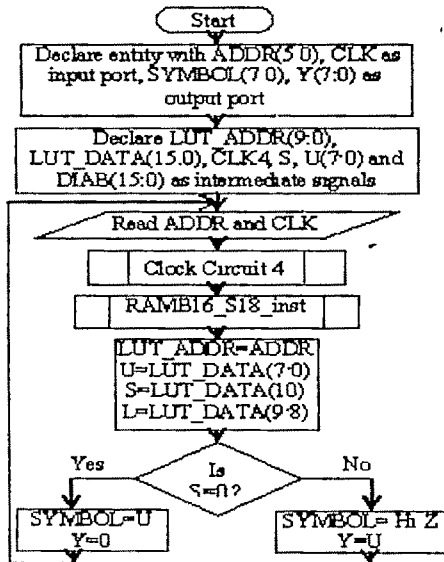 Start
Declare entity with ADDR(5:0), CLK as
input port, SYMBOL(7:0), Y(7:0) as
output port
Declare LUT_ADDR(9:0),
LUT_DATA(15:0), CLK4, S, U(7:0) and
DIAB(15:0) as intermediate signals
Read ADDR and CLK
Clock Circuit 4
RAMB16_S18_inst
LUT_ADDR=ADDR
U=LUT_DATA(7:0)
S=LUT_DATA(10)
L=LUT_DATA(9:8)
Yes
Is
No
S=0?
SYMBOL=U
Y=0
SYMBOL= Hi Z
Y=U